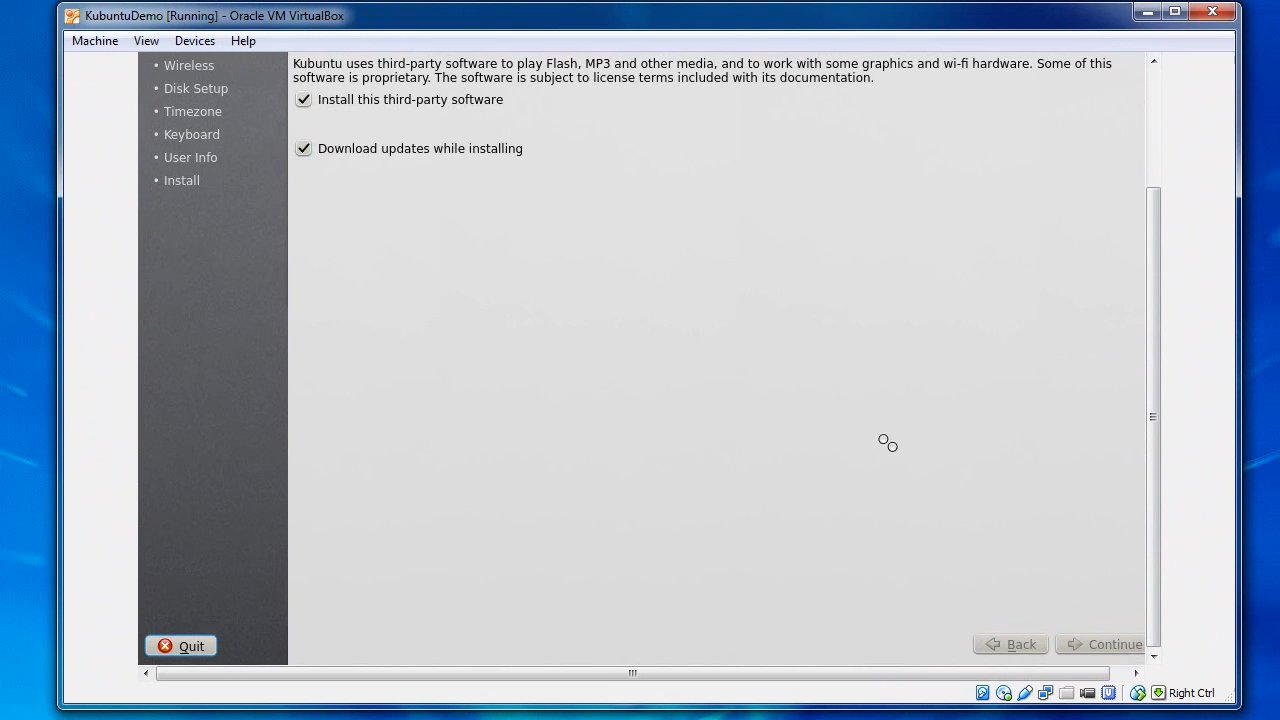 KubuntuDemo [Running] - Oracle VM VirtualBox
Machine View Devices Help
• Wireless
• Disk Setup
• Timezone
• Keyboard
• User Info
• Install
Kubuntu uses third-party software to play Flash, MP3 and other media, and to work with some graphics and wi-fi hardware. Some of this
software is proprietary. The software is subject to license terms included with its documentation.
Install this third-party software
Download updates while installing
Quit
Back
Continue
Right Ctrl